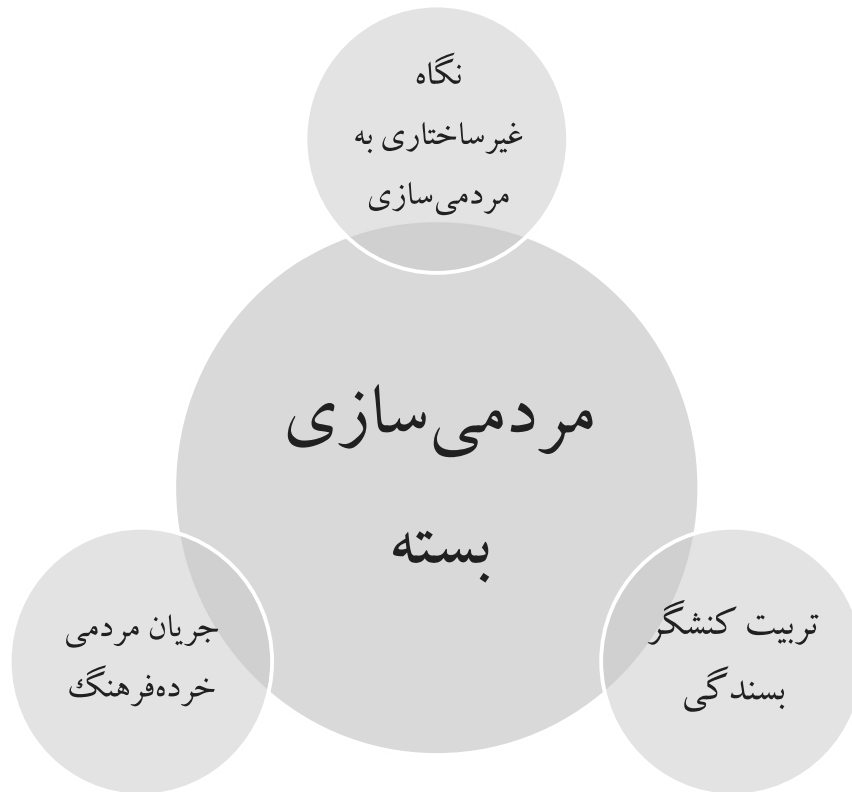 نگاه
غیرساختاری به
مردمی‌سازی
مردمی‌سازی
بسته
تربیت کنشگر
بسندگی
جریان مردمی
خرده‌فرهنگ